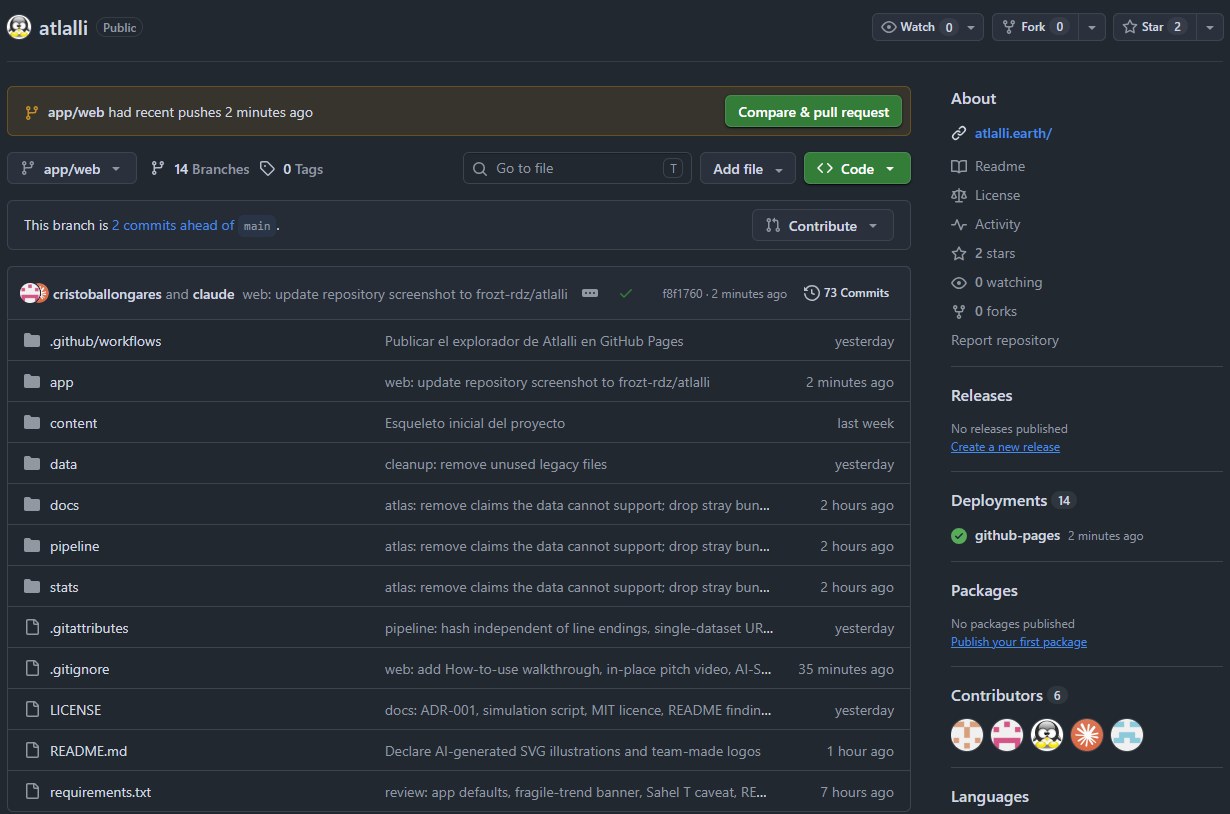 atlalli Public Watch 0 Fork 0 Star 2
app/web had recent pushes 2 minutes ago Compare & pull request
app/web 14 Branches 0 Tags Go to file T Add file Code
This branch is 2 commits ahead of main . Contribute
cristoballongares and claude web: update repository screenshot to frozt-rdz/atlalli f8f1760 · 2 minutes ago 73 Commits
.github/workflows Publicar el explorador de Atlalli en GitHub Pages yesterday
app web: update repository screenshot to frozt-rdz/atlalli 2 minutes ago
content Esqueleto inicial del proyecto last week
data cleanup: remove unused legacy files yesterday
docs atlas: remove claims the data cannot support; drop stray bun... 2 hours ago
pipeline atlas: remove claims the data cannot support; drop stray bun... 2 hours ago
stats atlas: remove claims the data cannot support; drop stray bun... 2 hours ago
.gitattributes pipeline: hash independent of line endings, single-dataset UR... yesterday
.gitignore web: add How-to-use walkthrough, in-place pitch video, AI-S... 35 minutes ago
LICENSE docs: ADR-001, simulation script, MIT licence, README findin... yesterday
README.md Declare AI-generated SVG illustrations and team-made logos 1 hour ago
requirements.txt review: app defaults, fragile-trend banner, Sahel T caveat, RE... 7 hours ago
About
atlalli.earth/
Readme
License
Activity
2 stars
0 watching
0 forks
Report repository
Releases
No releases published
Create a new release
Deployments 14
github-pages 2 minutes ago
Packages
No packages published
Publish your first package
Contributors 6
Languages